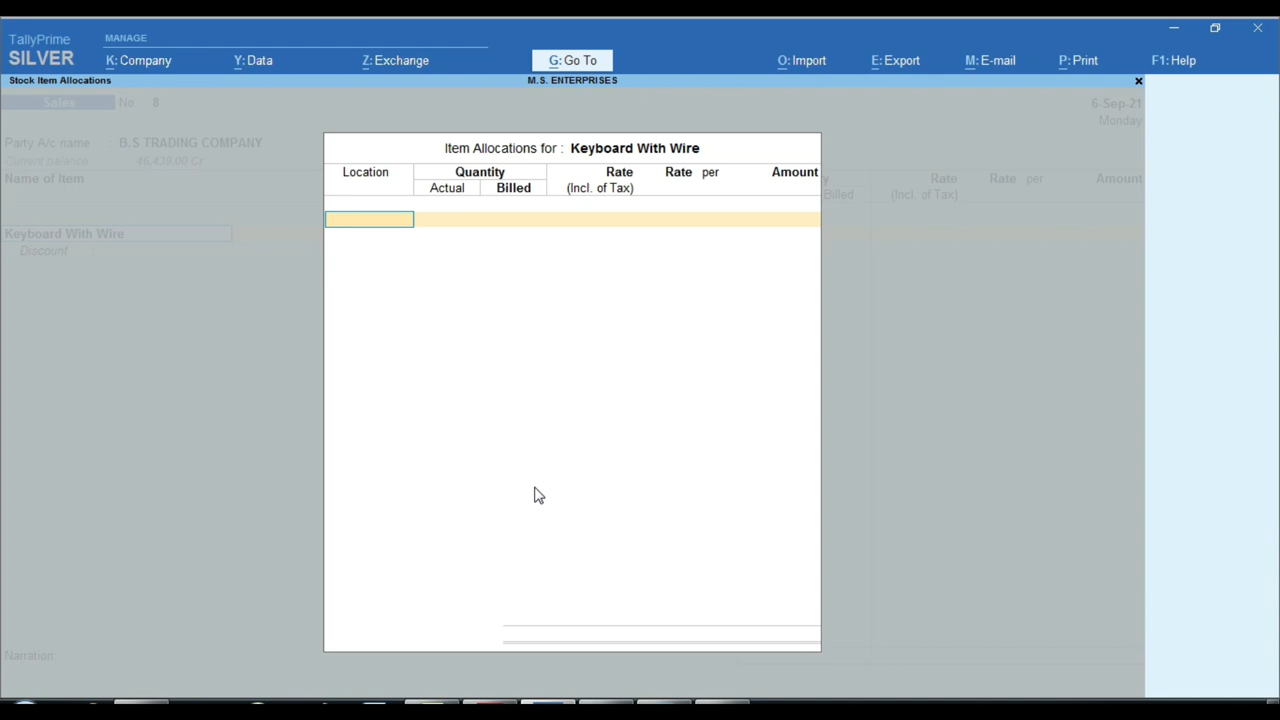 TallyPrime
SILVER
MANAGE
K: Company
Y: Data
Z: Exchange
G: Go To
O: Import
E: Export
M: E-mail
P: Print
F1: Help
Stock Item Allocations
M.S. ENTERPRISES
Sales No. 8
6-Sep-21
Monday
Party A/c name : B.S TRADING COMPANY
Current balance : 46,439.00 Cr
Name of Item
Rate Rate per Amount
Billed (Incl. of Tax)
Keyboard With Wire
Discount :
Item Allocations for : Keyboard With Wire
Location Quantity Rate Rate per Amount
Actual Billed (Incl. of Tax)
Narration: